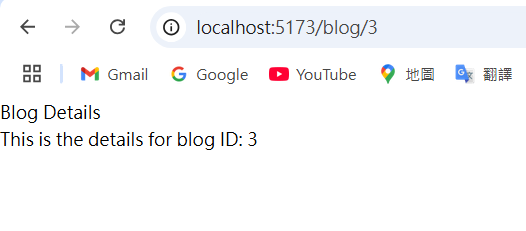 localhost:5173/blog/3
Gmail Google YouTube 地圖 翻譯
Blog Details
This is the details for blog ID: 3